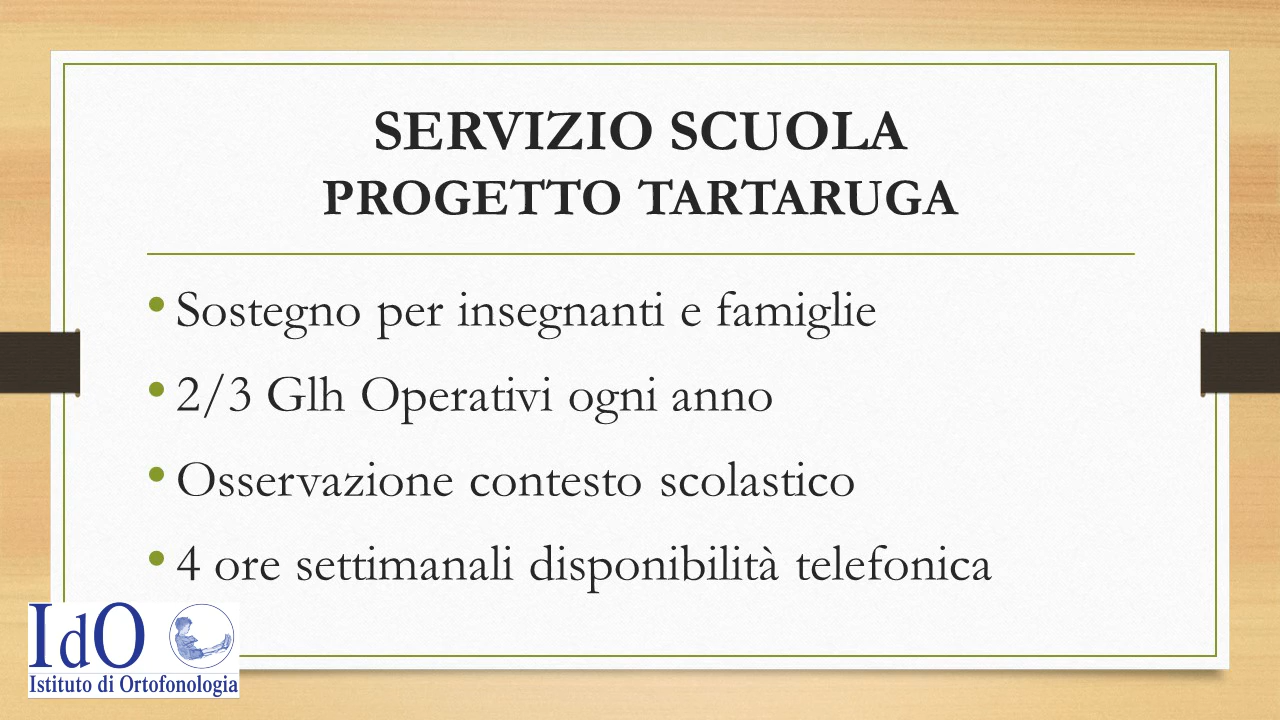 SERVIZIO SCUOLA
PROGETTO TARTARUGA
• Sostegno per insegnanti e famiglie
• 2/3 Glh Operativi ogni anno
• Osservazione contesto scolastico
• 4 ore settimanali disponibilità telefonica
IdO
Istituto di Ortofonologia